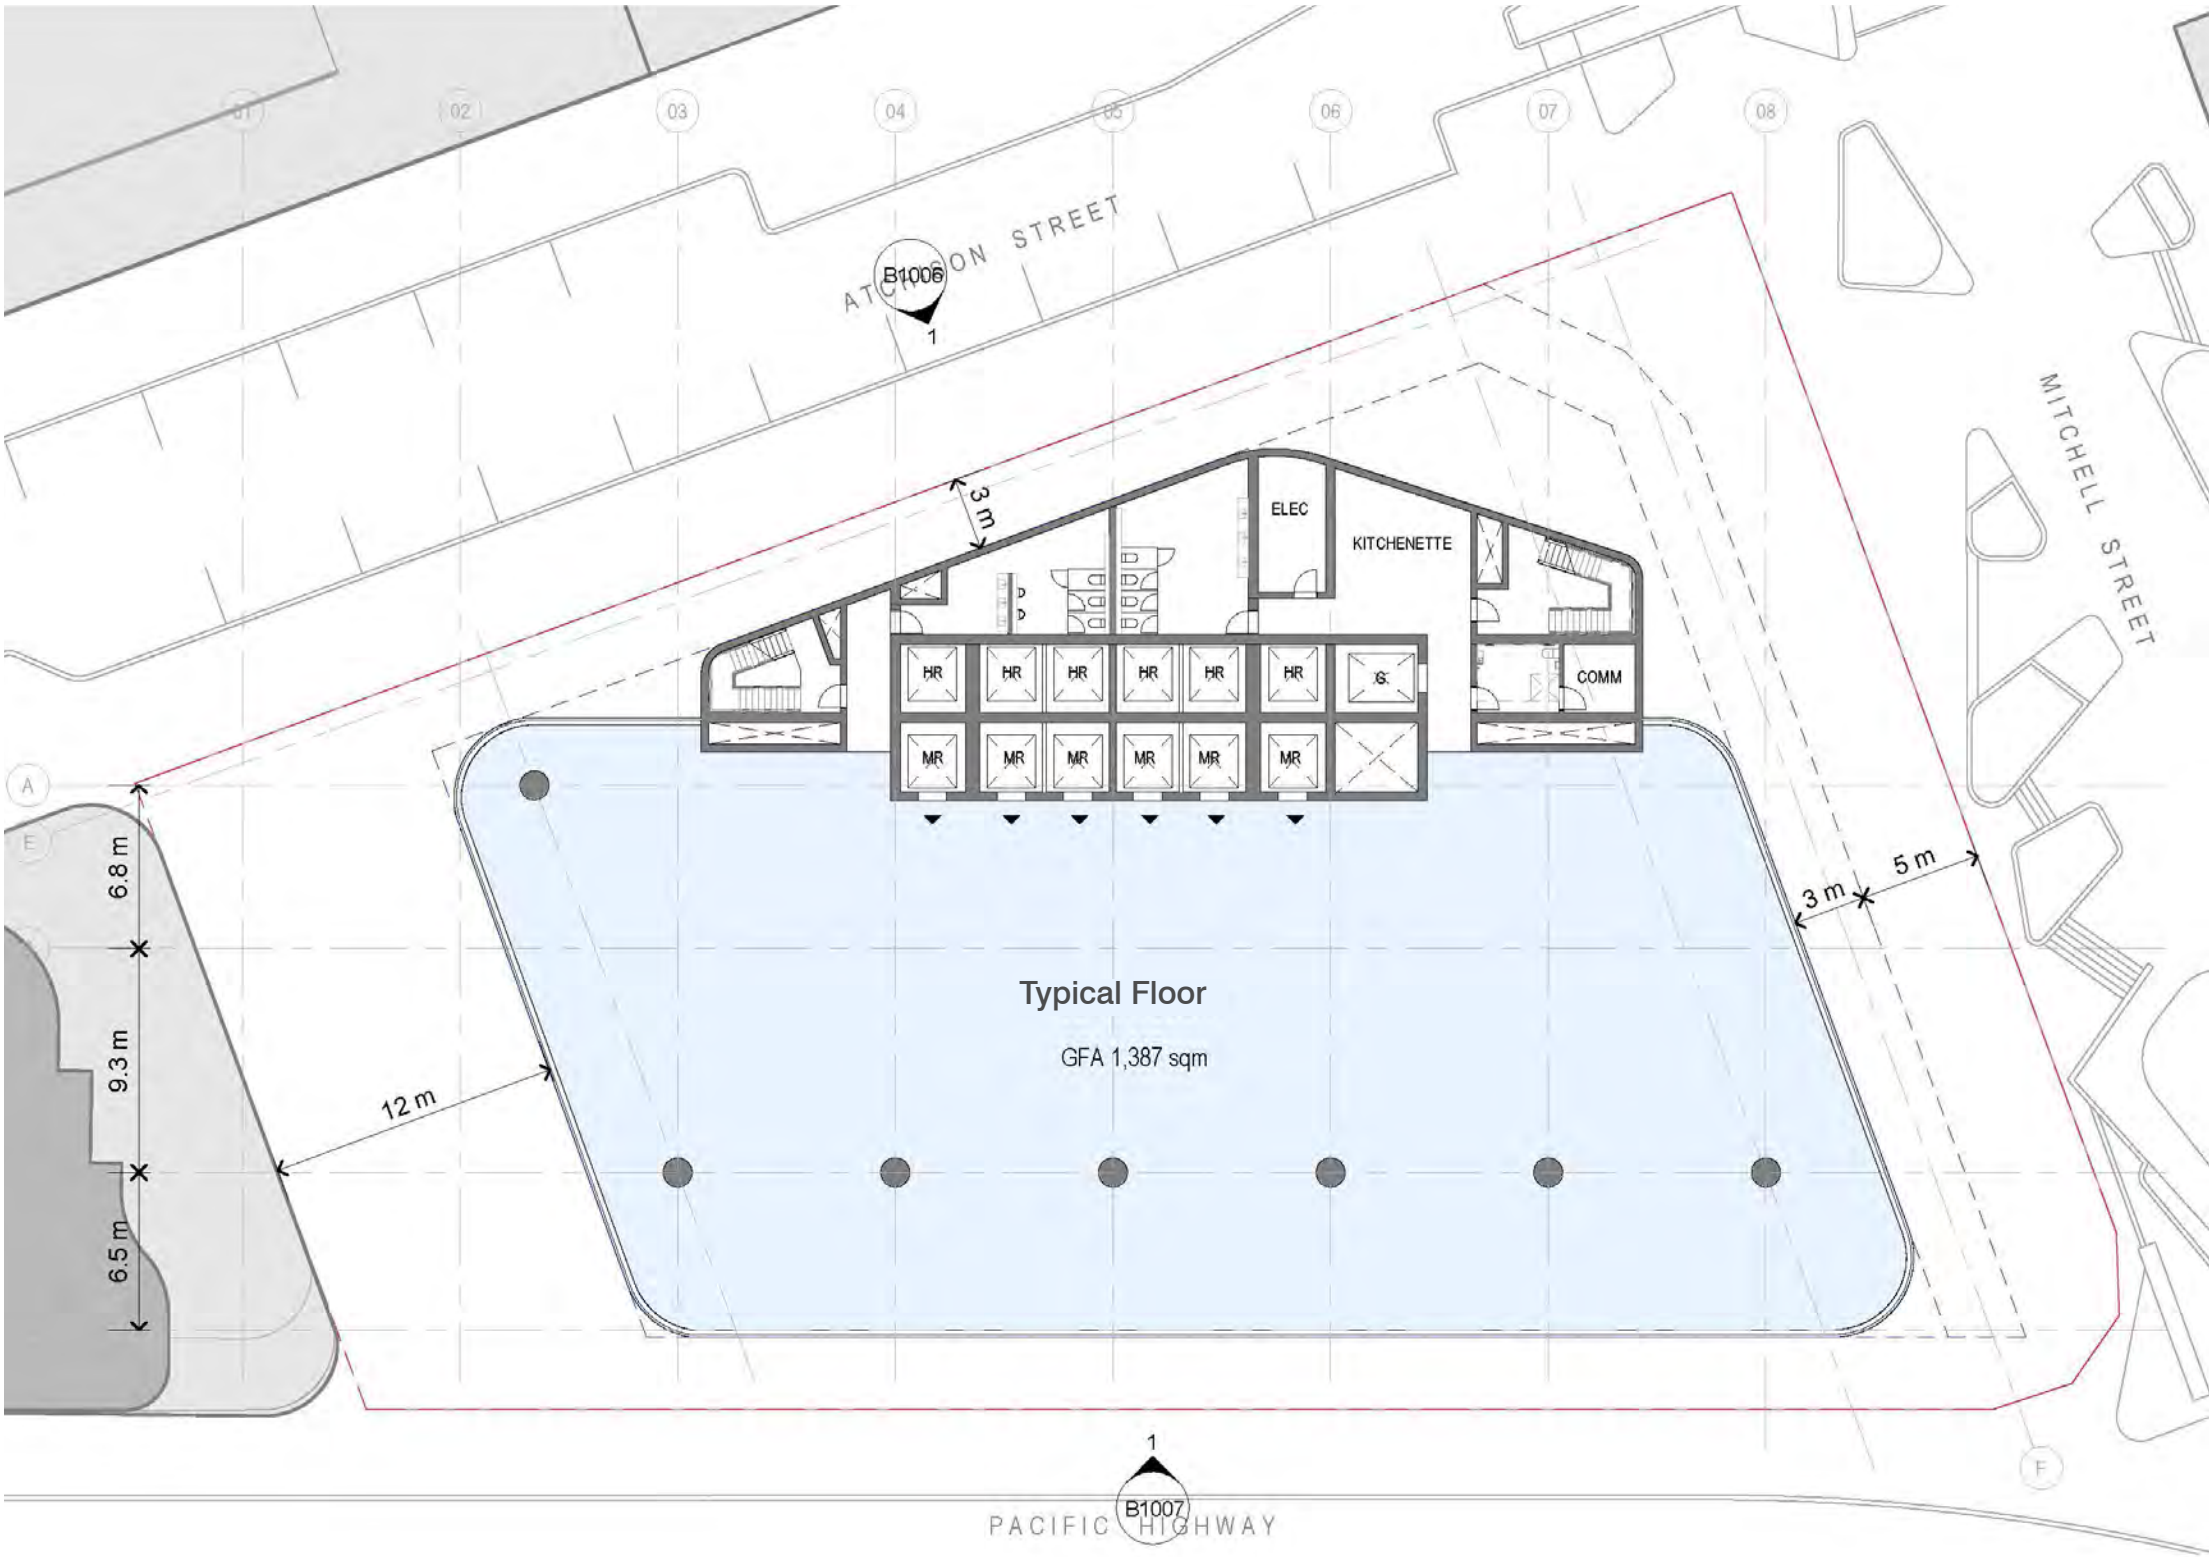 01 02 03 04 05 06 07 08
B1006
1
ATCHISON STREET
MITCHELL STREET
3 m
ELEC
KITCHENETTE
HR HR HR HR HR HR G
COMM
MR MR MR MR MR MR
A
E
6.8 m
5 m
3 m
Typical Floor
GFA 1,387 sqm
9.3 m
12 m
6.5 m
1
F
B1007
PACIFIC HIGHWAY